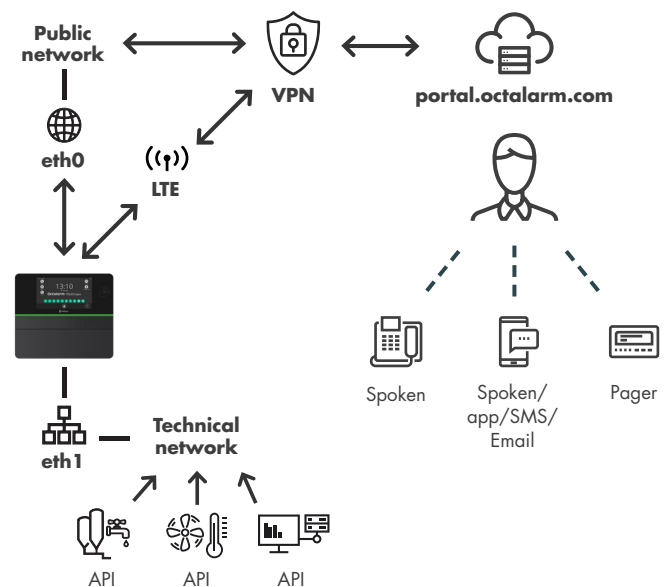 Public
network
VPN
portal.octalarm.com
eth0
LTE
13:10
Spoken
Spoken/
app/SMS/
Email
Pager
Technical
network
eth1
API
API
API